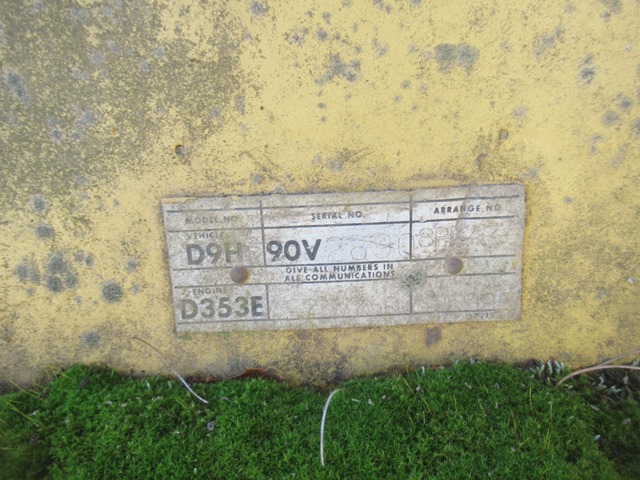 MODEL NO. SERIAL NO. ARRANGE NO
VEHICLE
D9H 90V
GIVE ALL NUMBERS IN
ALL COMMUNICATIONS
ENGINE
D353E